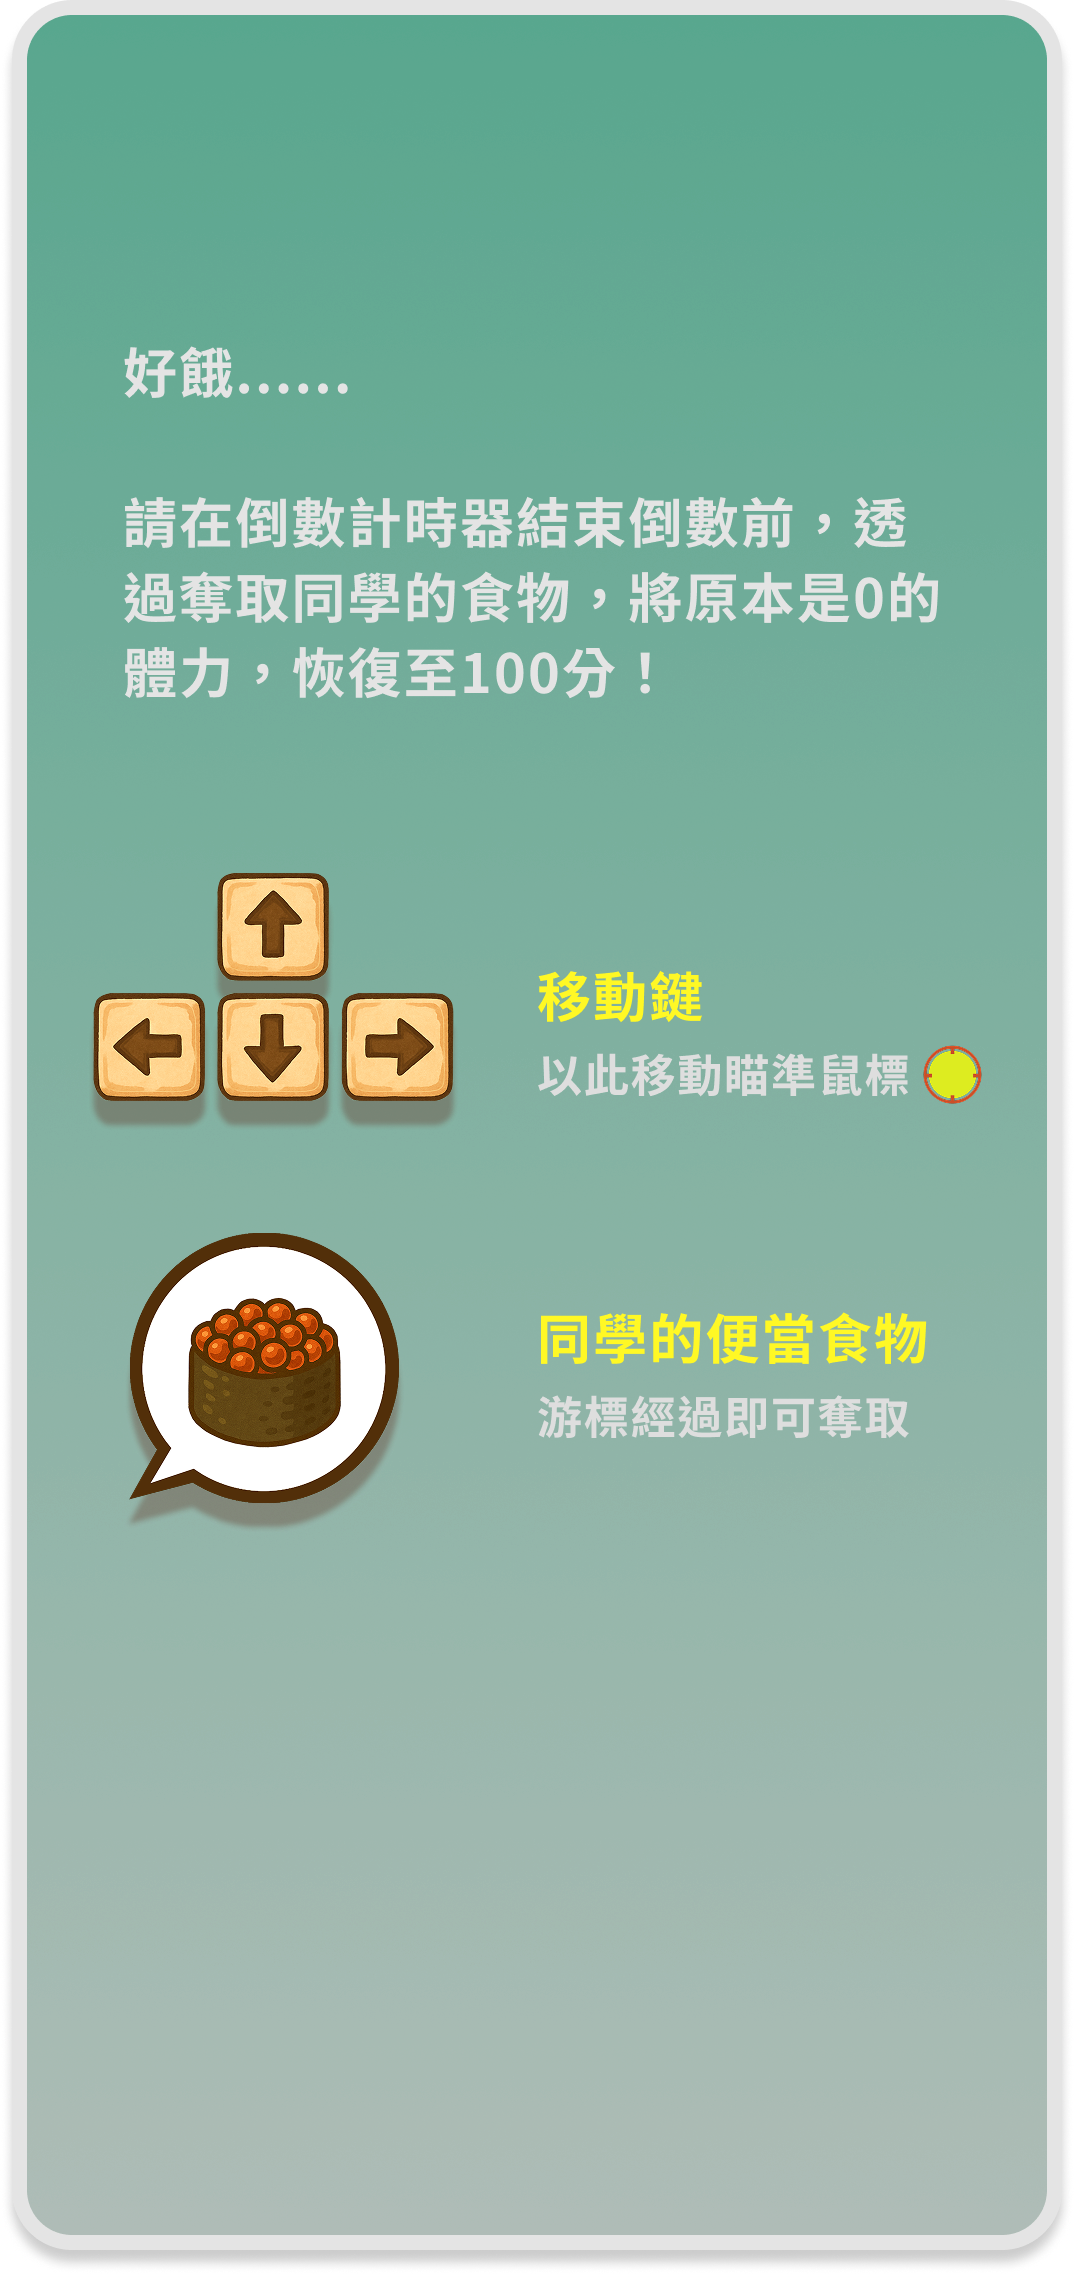 好餓......
請在倒數計時器結束倒數前，透
過奪取同學的食物，將原本是0的
體力，恢復至100分！
移動鍵
以此移動瞄準鼠標
同學的便當食物
游標經過即可奪取